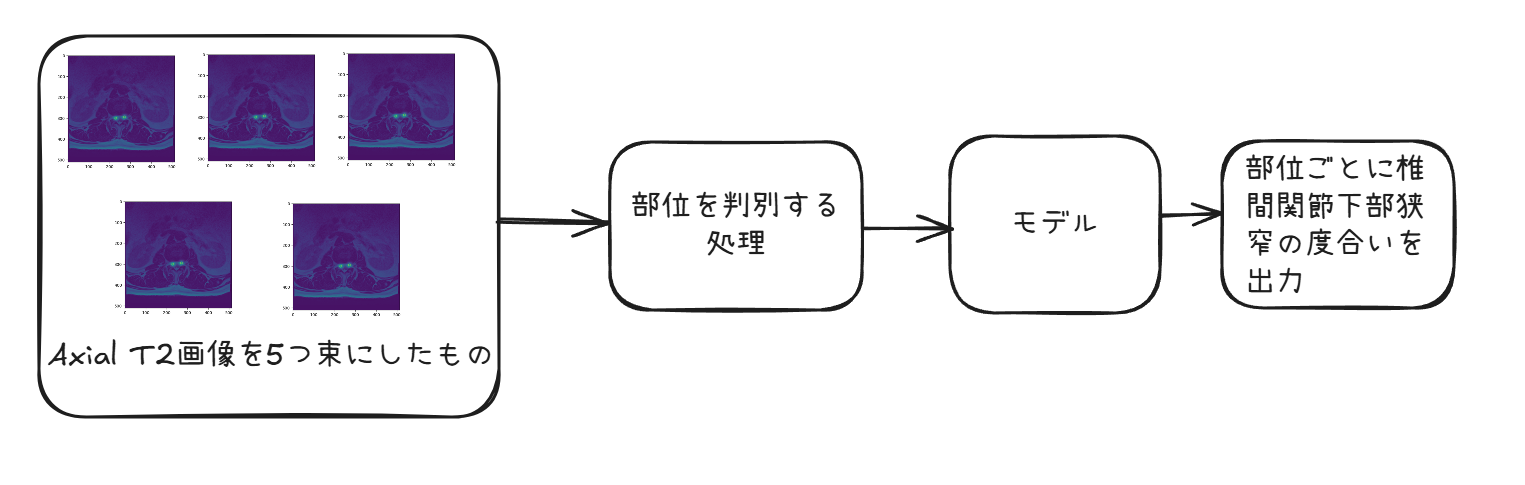 Axial T2画像を5つ束にしたもの
部位を判別する
処理
モデル
部位ごとに椎
間関節下部狭
窄の度合いを
出力